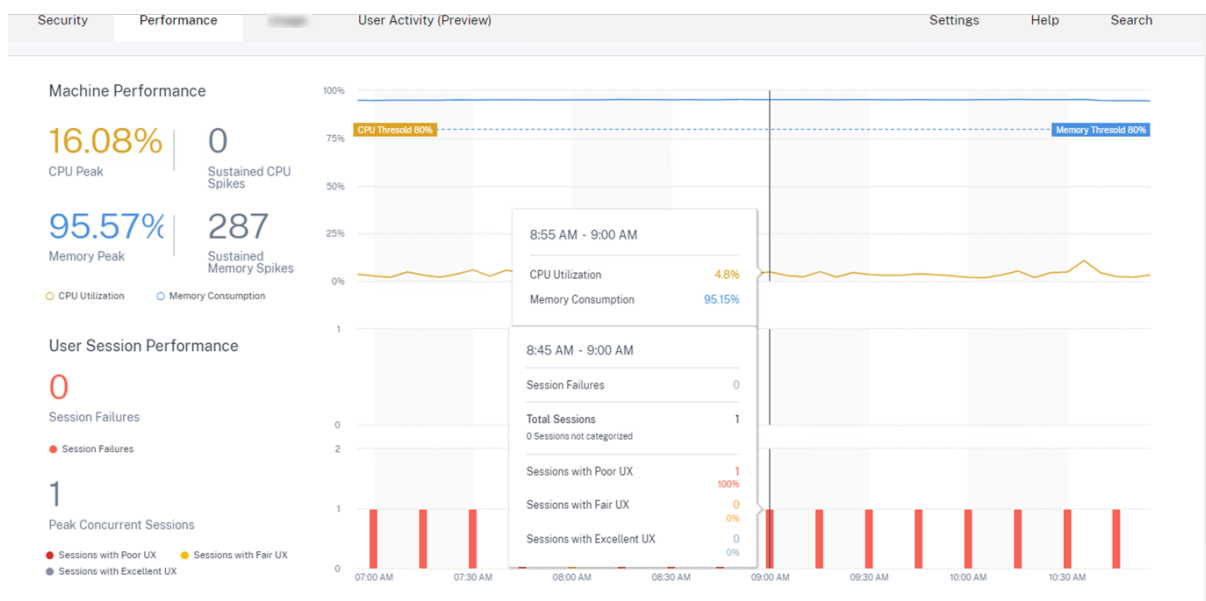 Security Performance User Activity (Preview) Settings Help Search
Machine Performance
16.08%
CPU Peak
0
Sustained CPU
Spikes
95.57%
Memory Peak
287
Sustained
Memory Spikes
CPU Utilization Memory Consumption
100%
75%
50%
25%
0%
CPU Thresold 80%
Memory Thresold 80%
8:55 AM - 9:00 AM
CPU Utilization 4.8%
Memory Consumption 95.15%
User Session Performance
0
Session Failures
Session Failures
1
Peak Concurrent Sessions
Sessions with Poor UX Sessions with Fair UX
Sessions with Excellent UX
1
0
2
1
0
8:45 AM - 9:00 AM
Session Failures 0
Total Sessions 1
0 Sessions not categorized
Sessions with Poor UX 1
100%
Sessions with Fair UX 0
0%
Sessions with Excellent UX 0
0%
07:00 AM 07:30 AM 08:00 AM 08:30 AM 09:00 AM 09:30 AM 10:00 AM 10:30 AM